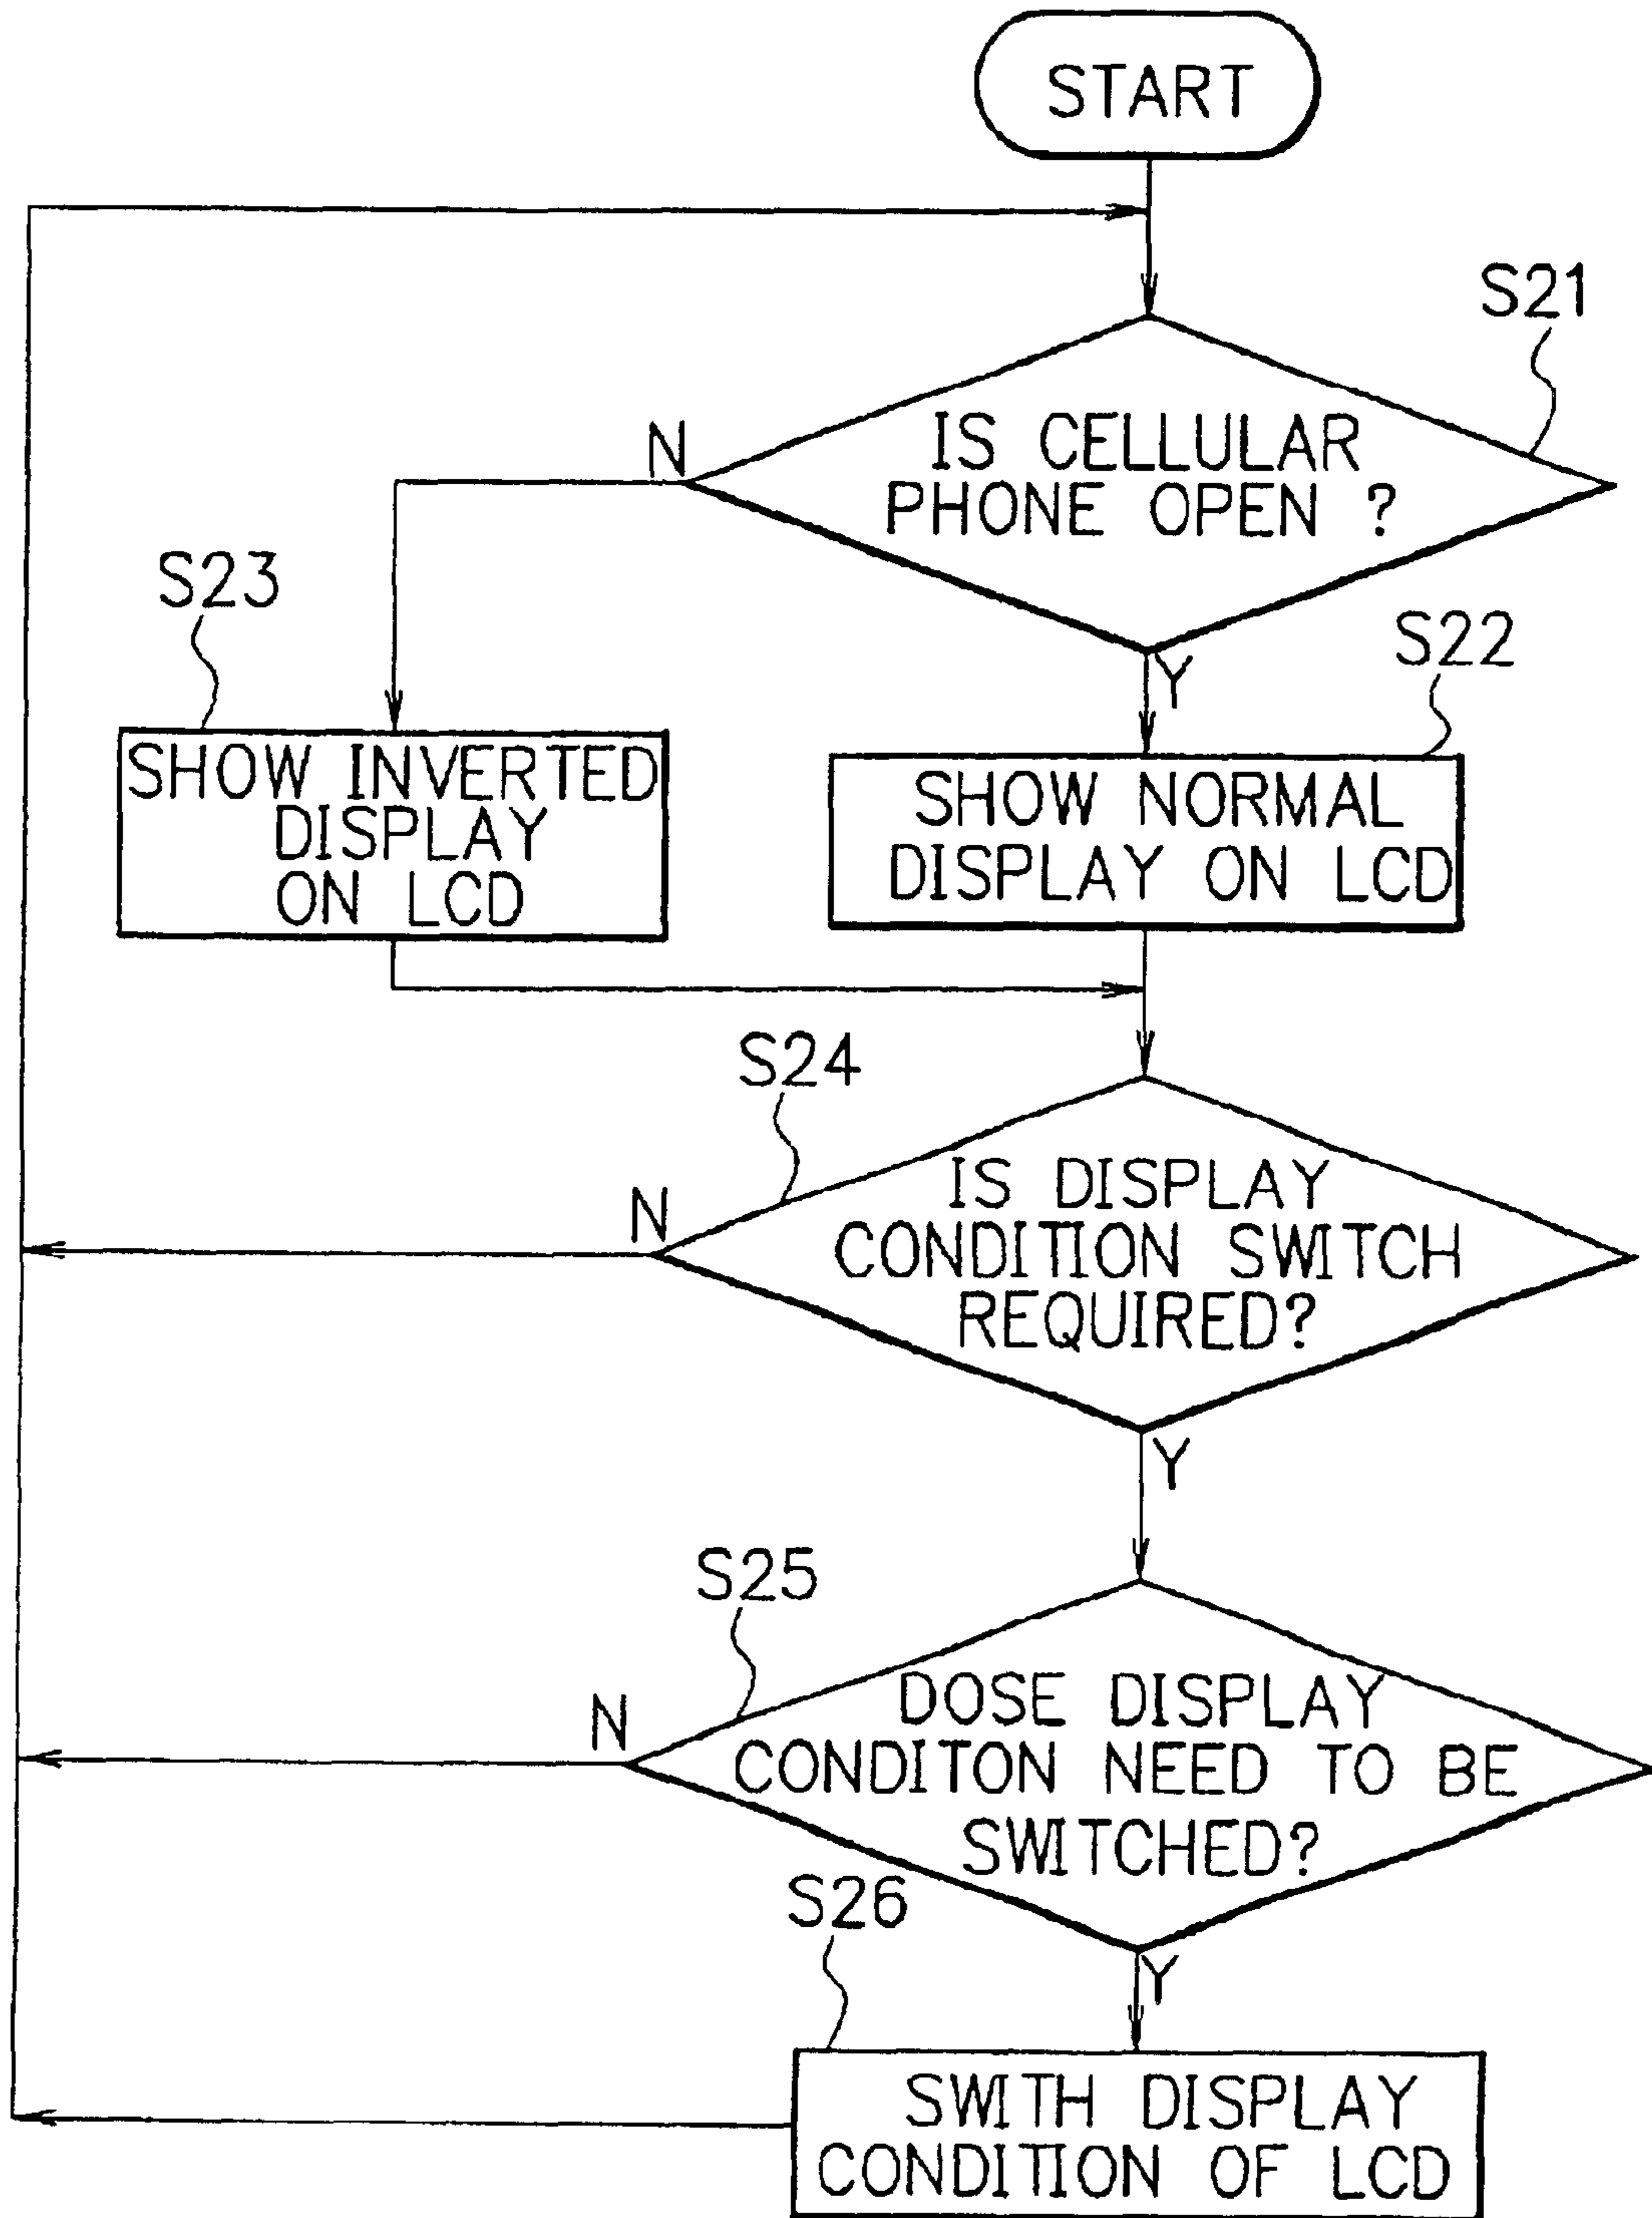 START
S21
IS CELLULAR
PHONE OPEN ?
N
Y
S23
SHOW INVERTED
DISPLAY
ON LCD
S22
SHOW NORMAL
DISPLAY ON LCD
S24
IS DISPLAY
CONDITION SWITCH
REQUIRED?
N
Y
S25
DOSE DISPLAY
CONDITON NEED TO BE
SWITCHED?
N
Y
S26
SWITH DISPLAY
CONDITION OF LCD